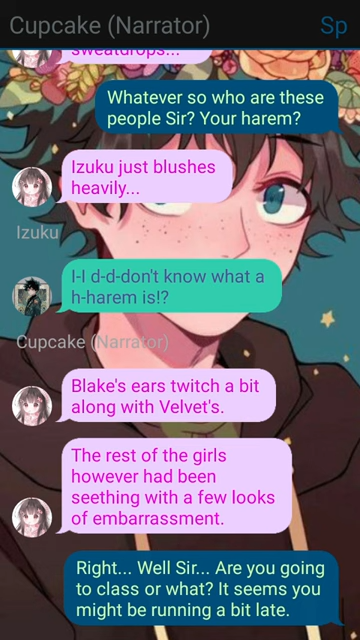 Cupcake (Narrator) Sp
sweatdrops...
Whatever so who are these
people Sir? Your harem?
Izuku just blushes
heavily...
Izuku
I-I d-d-don't know what a
h-harem is!?
Cupcake (Narrator)
Blake's ears twitch a bit
along with Velvet's.
The rest of the girls
however had been
seething with a few looks
of embarrassment.
Right... Well Sir... Are you going
to class or what? It seems you
might be running a bit late.